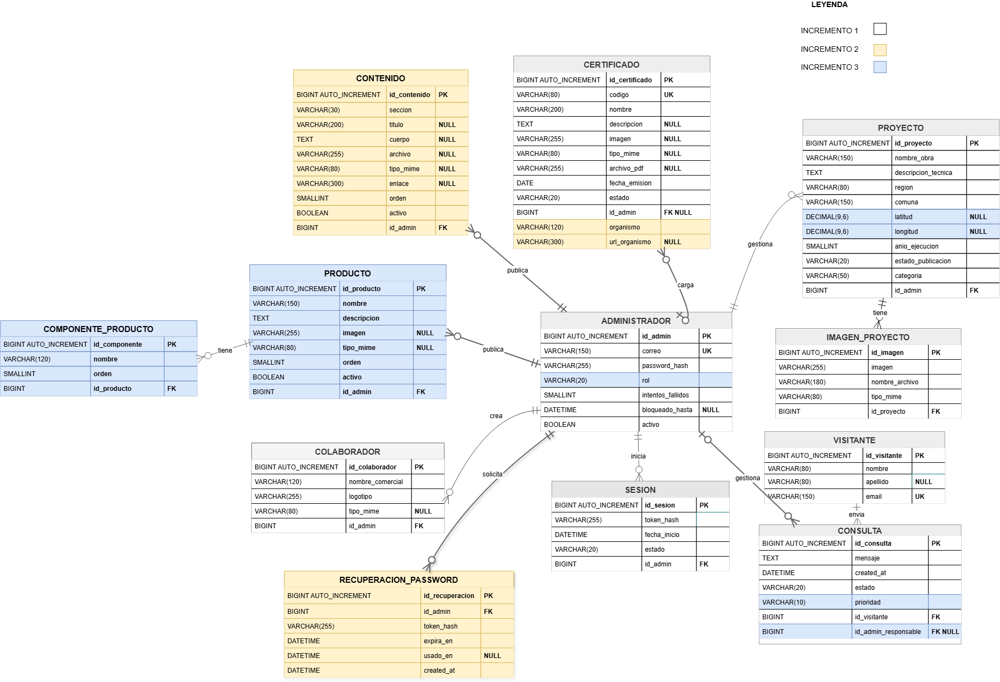 LEYENDA
INCREMENTO 1
INCREMENTO 2
INCREMENTO 3
CONTENIDO
BIGINT AUTO_INCREMENT id_contenido PK
VARCHAR(30) seccion
VARCHAR(200) titulo NULL
TEXT cuerpo NULL
VARCHAR(255) archivo NULL
VARCHAR(80) tipo_mime NULL
VARCHAR(300) enlace NULL
SMALLINT orden
BOOLEAN activo
BIGINT id_admin FK
CERTIFICADO
BIGINT AUTO_INCREMENT id_certificado PK
VARCHAR(80) codigo UK
VARCHAR(200) nombre
TEXT descripcion NULL
VARCHAR(255) imagen NULL
VARCHAR(80) tipo_mime NULL
VARCHAR(255) archivo_pdf NULL
DATE fecha_emision
VARCHAR(20) estado
BIGINT id_admin FK NULL
VARCHAR(120) organismo
VARCHAR(300) url_organismo NULL
PROYECTO
BIGINT AUTO_INCREMENT id_proyecto PK
VARCHAR(150) nombre_obra
TEXT descripcion_tecnica
VARCHAR(80) region
VARCHAR(150) comuna
DECIMAL(9,6) latitud NULL
DECIMAL(9,6) longitud NULL
SMALLINT anio_ejecucion
VARCHAR(20) estado_publicacion
VARCHAR(50) categoria
BIGINT id_admin FK
gestiona
publica
carga
tiene
PRODUCTO
BIGINT AUTO_INCREMENT id_producto PK
VARCHAR(150) nombre
TEXT descripcion
VARCHAR(255) imagen NULL
VARCHAR(80) tipo_mime NULL
SMALLINT orden
BOOLEAN activo
BIGINT id_admin FK
COMPONENTE_PRODUCTO
BIGINT AUTO_INCREMENT id_componente PK
VARCHAR(120) nombre
SMALLINT orden
BIGINT id_producto FK
tiene
publica
ADMINISTRADOR
BIGINT AUTO_INCREMENT id_admin PK
VARCHAR(150) correo UK
VARCHAR(255) password_hash
VARCHAR(20) rol
SMALLINT intentos_fallidos
DATETIME bloqueado_hasta NULL
BOOLEAN activo
IMAGEN_PROYECTO
BIGINT AUTO_INCREMENT id_imagen PK
VARCHAR(255) imagen
VARCHAR(180) nombre_archivo
VARCHAR(80) tipo_mime
BIGINT id_proyecto FK
crea
solicita
inicia
gestiona
COLABORADOR
BIGINT AUTO_INCREMENT id_colaborador PK
VARCHAR(120) nombre_comercial
VARCHAR(255) logotipo
VARCHAR(80) tipo_mime NULL
BIGINT id_admin FK
SESION
BIGINT AUTO_INCREMENT id_sesion PK
VARCHAR(255) token_hash
DATETIME fecha_inicio
VARCHAR(20) estado
BIGINT id_admin FK
VISITANTE
BIGINT AUTO_INCREMENT id_visitante PK
VARCHAR(80) nombre
VARCHAR(80) apellido NULL
VARCHAR(150) email UK
envia
CONSULTA
BIGINT AUTO_INCREMENT id_consulta PK
TEXT mensaje
DATETIME created_at
VARCHAR(20) estado
VARCHAR(10) prioridad
BIGINT id_visitante FK
BIGINT id_admin_responsable FK NULL
RECUPERACION_PASSWORD
BIGINT AUTO_INCREMENT id_recuperacion PK
BIGINT id_admin FK
VARCHAR(255) token_hash
DATETIME expira_en
DATETIME usado_en NULL
DATETIME created_at